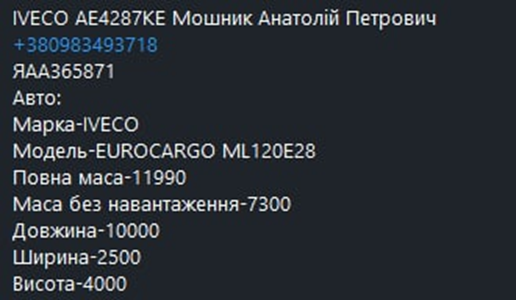 IVECO AE4287KE Мошник Анатолій Петрович
+380983493718
ЯАА365871
Авто:
Марка-IVECO
Модель-EUROCARGO ML120E28
Повна маса-11990
Маса без навантаження-7300
Довжина-10000
Ширина-2500
Висота-4000